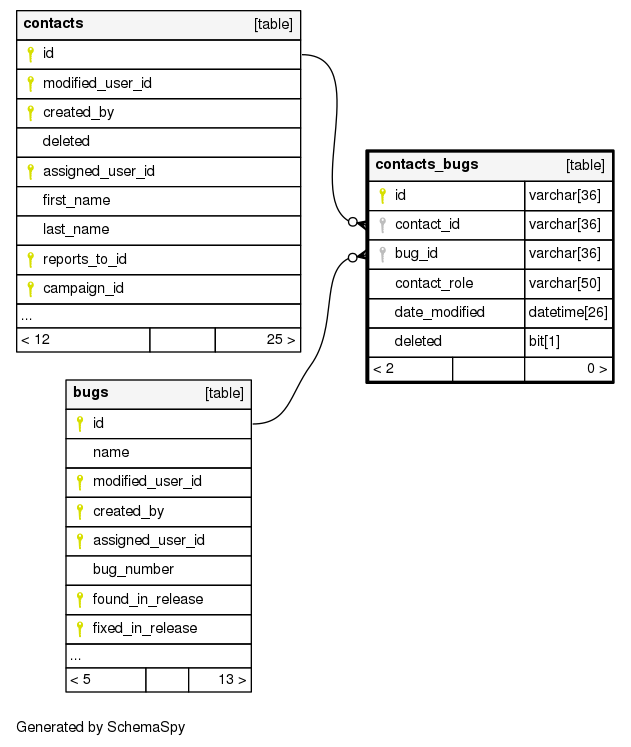 contacts [table]
id
modified_user_id
created_by
deleted
assigned_user_id
first_name
last_name
reports_to_id
campaign_id
...
< 12 25 >
contacts_bugs [table]
id varchar[36]
contact_id varchar[36]
bug_id varchar[36]
contact_role varchar[50]
date_modified datetime[26]
deleted bit[1]
< 2 0 >
bugs [table]
id
name
modified_user_id
created_by
assigned_user_id
bug_number
found_in_release
fixed_in_release
...
< 5 13 >
Generated by SchemaSpy